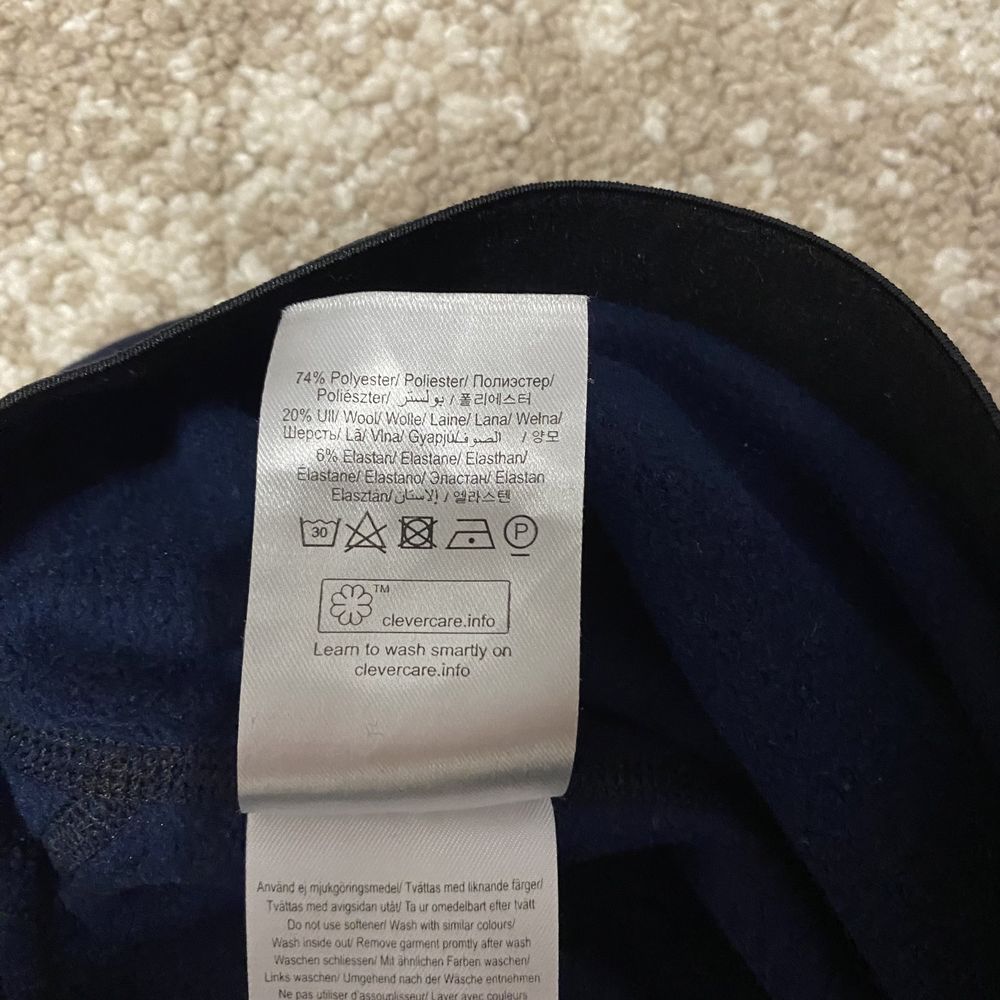 74% Polyester/ Poliester/ Полиэстер/
Poliészter/ بوليستر / 폴리에스터
20% Ull/ Wool/ Wolle/ Laine/ Lana/ Wełna/
Шерсть/ Lã/ Vlna/ Gyapjú/ الصوف / 양모
6% Elastan/ Elastane/ Elasthan/
Élastane/ Elastano/ Эластан/ Elastan
Elasztán/ إلاستان / 엘라스텐
30
P
TM
clevercare.info
Learn to wash smartly on
clevercare.info
Använd ej mjukgöringsmedel/ Tvättas med liknande färger/
Tvättas med avigsidan utåt/ Ta ur omedelbart efter tvätt
Do not use softener/ Wash with similar colours/
Wash inside out/ Remove garment promtly after wash
Waschen schliessen/ Mit ähnlichen Farben waschen/
Links waschen/ Umgehend nach der Wäsche entnehmen
Ne pas utiliser d'assouplisseur/ Laver avec couleurs